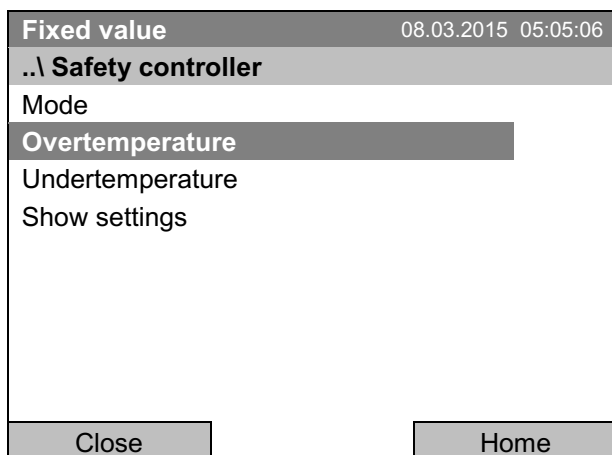 Fixed value 08.03.2015 05:05:06
..\ Safety controller
Mode
Overtemperature
Undertemperature
Show settings
Close Home